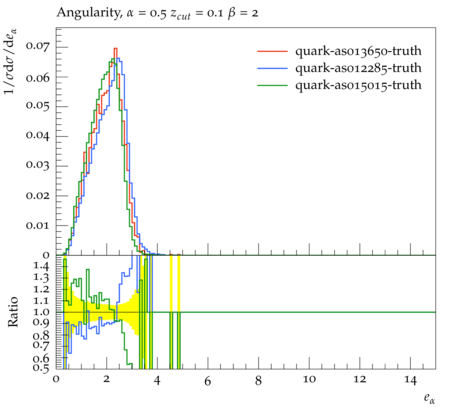 Angularity, α = 0.5 z_cut = 0.1 β = 2
1/σdσ/de_α
0.07
0.06
0.05
0.04
0.03
0.02
0.01
0
quark-as013650-truth
quark-as012285-truth
quark-as015015-truth
Ratio
1.4
1.3
1.2
1.1
1.0
0.9
0.8
0.7
0.6
0.5
0 2 4 6 8 10 12 14
e_α